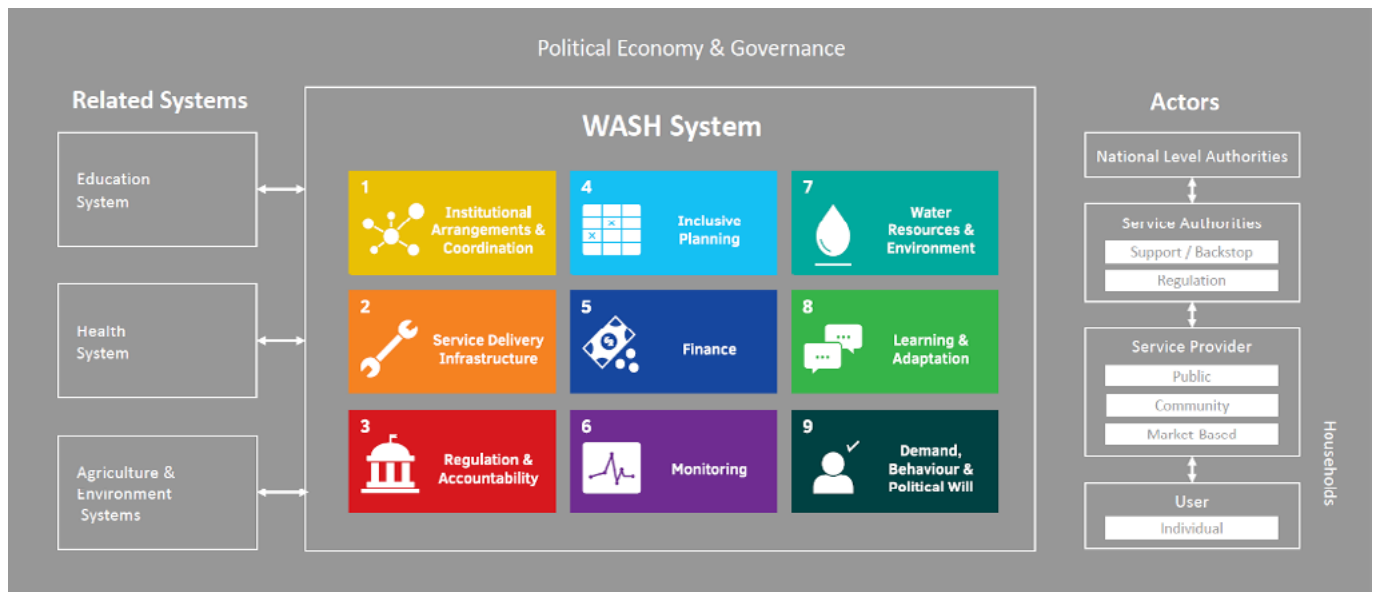 Political Economy & Governance
Related Systems
Education
System
Health
System
Agriculture &
Environment
Systems
WASH System
1
Institutional
Arrangements &
Coordination
4
Inclusive
Planning
7
Water
Resources &
Environment
2
Service Delivery
Infrastructure
5
Finance
8
Learning &
Adaptation
3
Regulation &
Accountability
6
Monitoring
9
Demand,
Behaviour &
Political Will
Actors
National Level Authorities
Service Authorities
Support / Backstop
Regulation
Service Provider
Public
Community
Market Based
User
Individual
Households